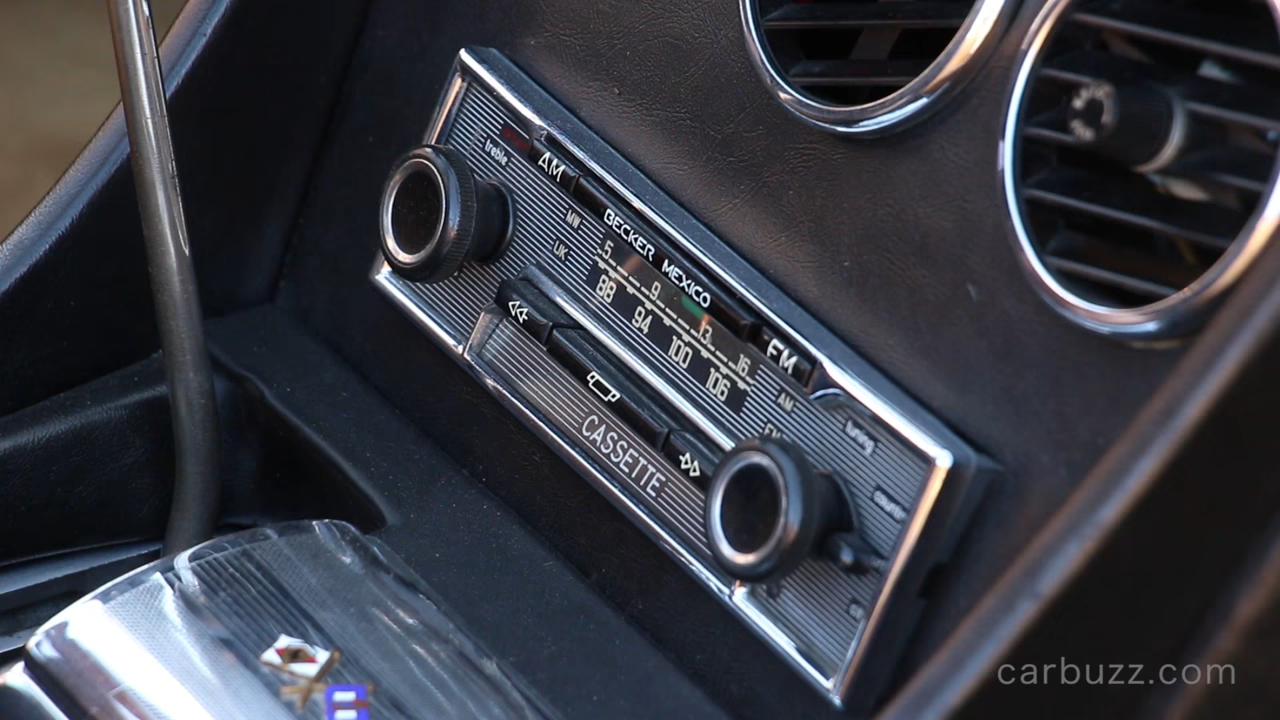 treble
AM
BECKER MEXICO
MW
UK
5 9 13 16
88 94 100 106
FM
AM
tuning
CASSETTE
carbuzz.com